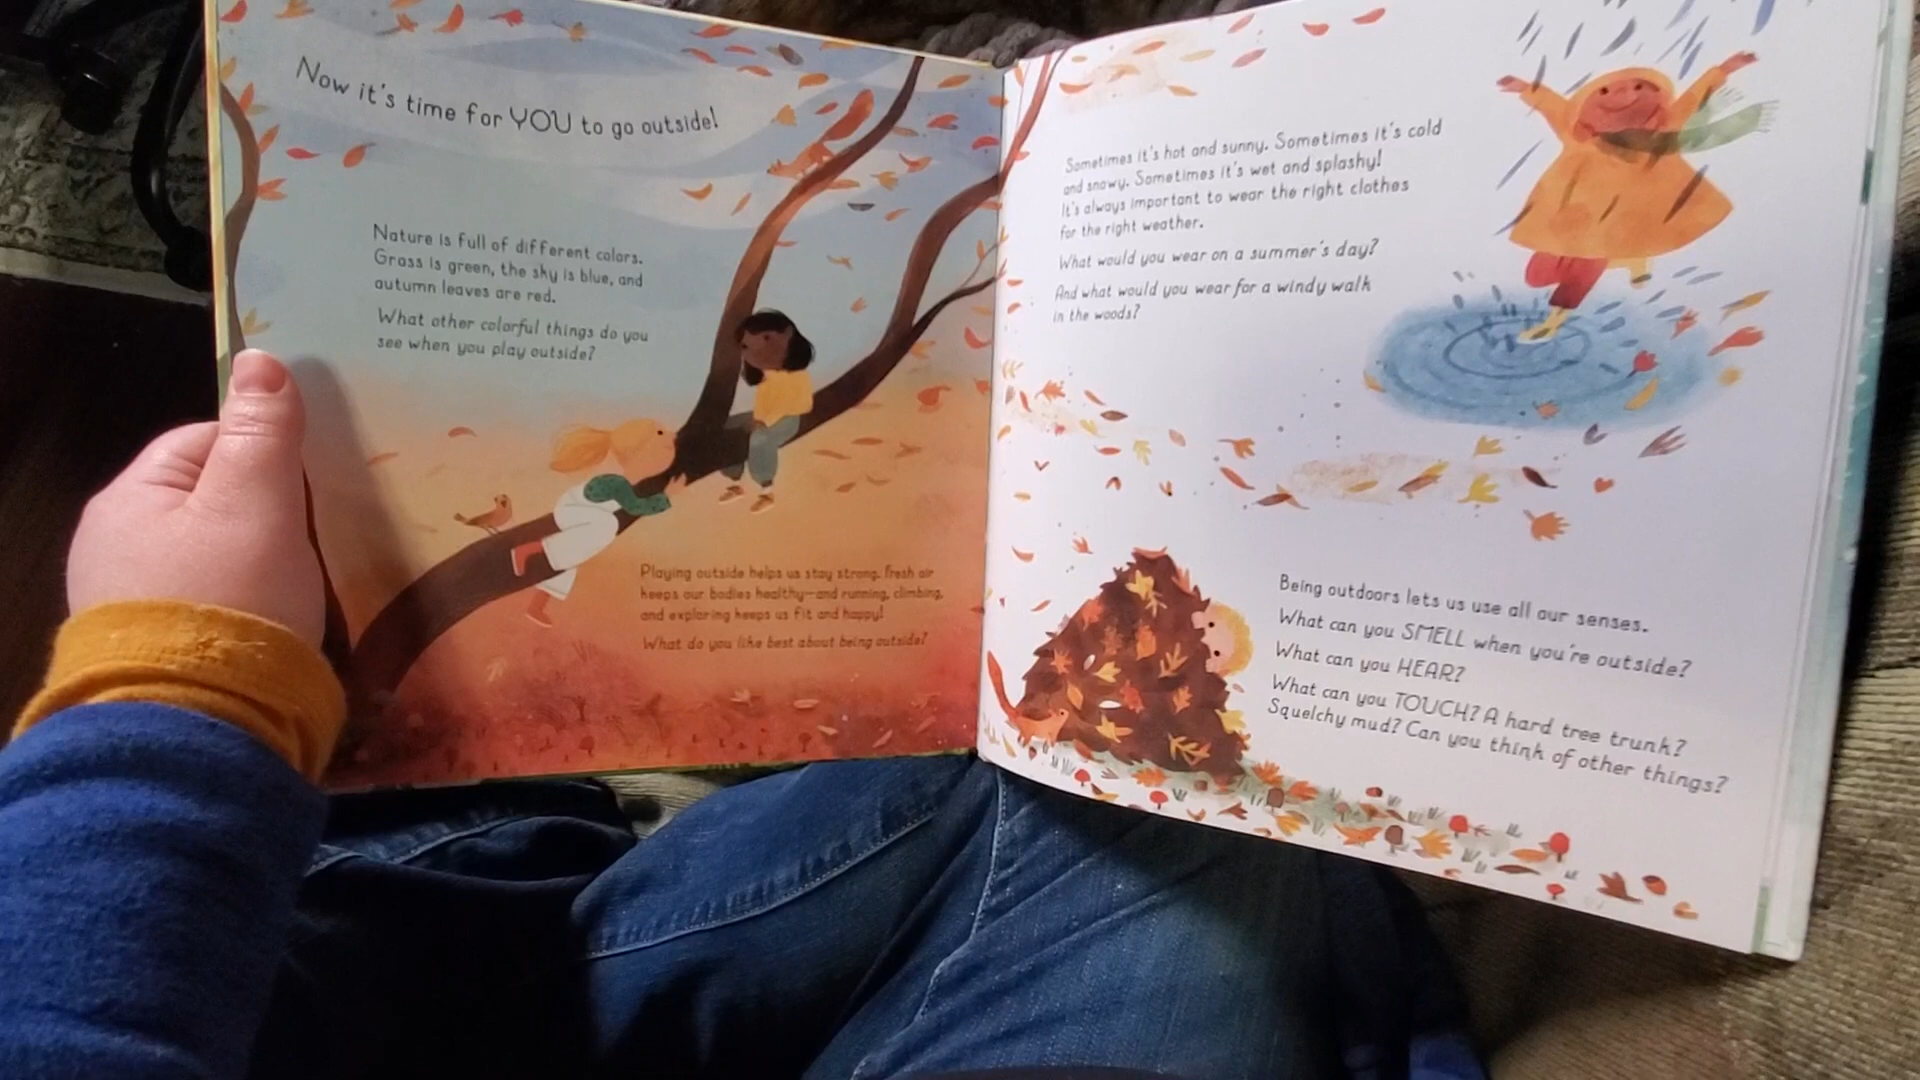 Now it's time for YOU to go outside!
Nature is full of different colors.
Grass is green, the sky is blue, and
autumn leaves are red.
What other colorful things do you
see when you play outside?
Playing outside helps us stay strong. Fresh air
keeps our bodies healthy—and running, climbing,
and exploring keeps us fit and happy!
What do you like best about being outside?
Sometimes it's hot and sunny. Sometimes it's cold
and snowy. Sometimes it's wet and splashy!
It's always important to wear the right clothes
for the right weather.
What would you wear on a summer's day?
And what would you wear for a windy walk
in the woods?
Being outdoors lets us use all our senses.
What can you SMELL when you're outside?
What can you HEAR?
What can you TOUCH? A hard tree trunk?
Squelchy mud? Can you think of other things?